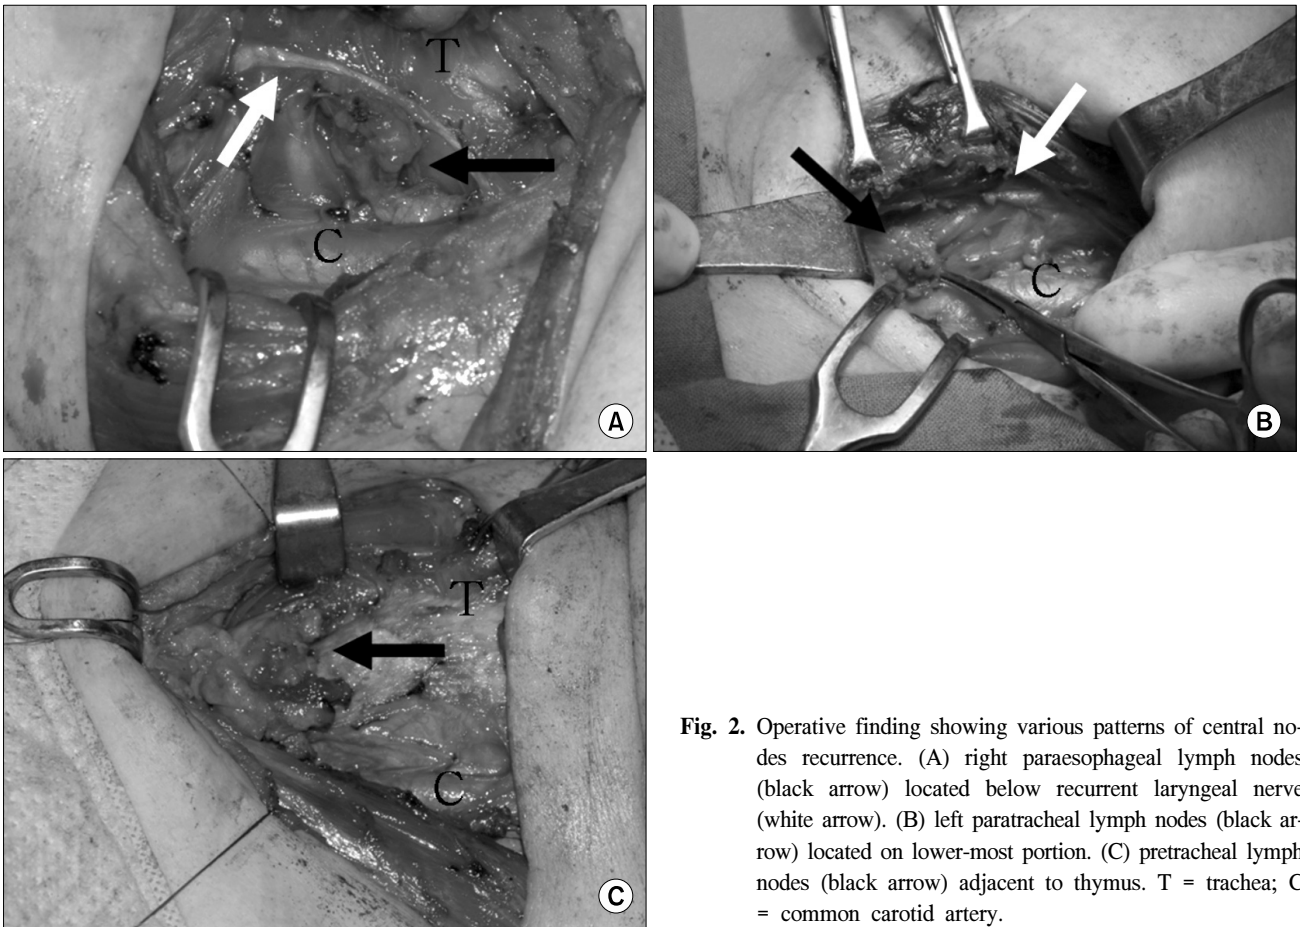 T
C
A
C
B
T
C
C
Fig. 2. Operative finding showing various patterns of central no-
des recurrence. (A) right paraesophageal lymph nodes
(black arrow) located below recurrent laryngeal nerve
(white arrow). (B) left paratracheal lymph nodes (black ar-
row) located on lower-most portion. (C) pretracheal lymph
nodes (black arrow) adjacent to thymus. T = trachea; C
= common carotid artery.